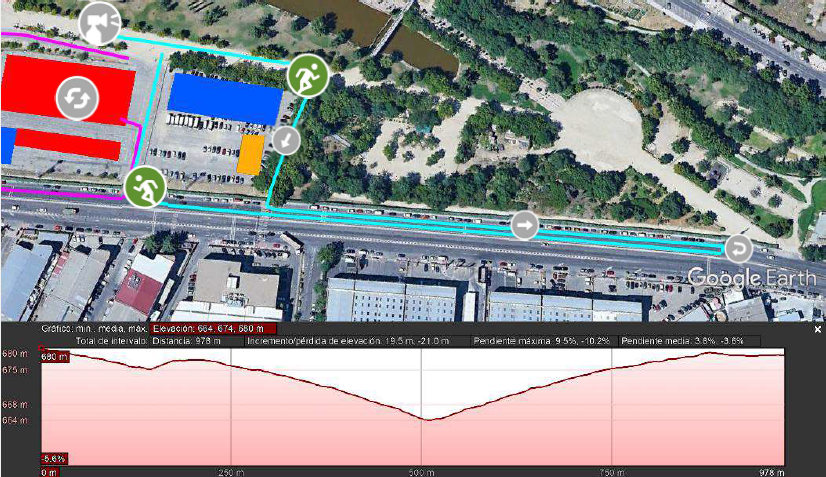 Google Earth
Gráfico: mín., media, máx. Elevación: 664, 674, 680 m
Total de intervalo: Distancia: 978 m Incremento/pérdida de elevación: 19.5 m, -21.0 m Pendiente máxima: 9.5%, -10.2% Pendiente media: 3.6%, -3.6%
680 m
680 m
675 m
668 m
664 m
-5.6%
0 m 250 m 500 m 750 m 978 m